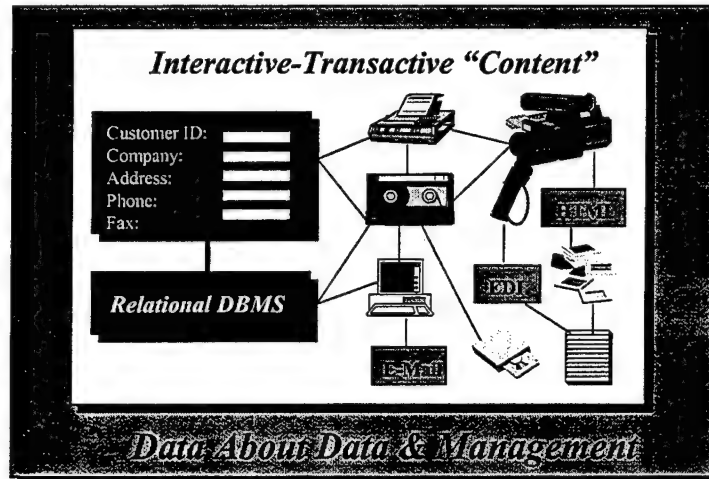 Interactive-Transactive “Content”
Customer ID:
Company:
Address:
Phone:
Fax:
HTML
EDI
Relational DBMS
E-Mail
Data About Data & Management